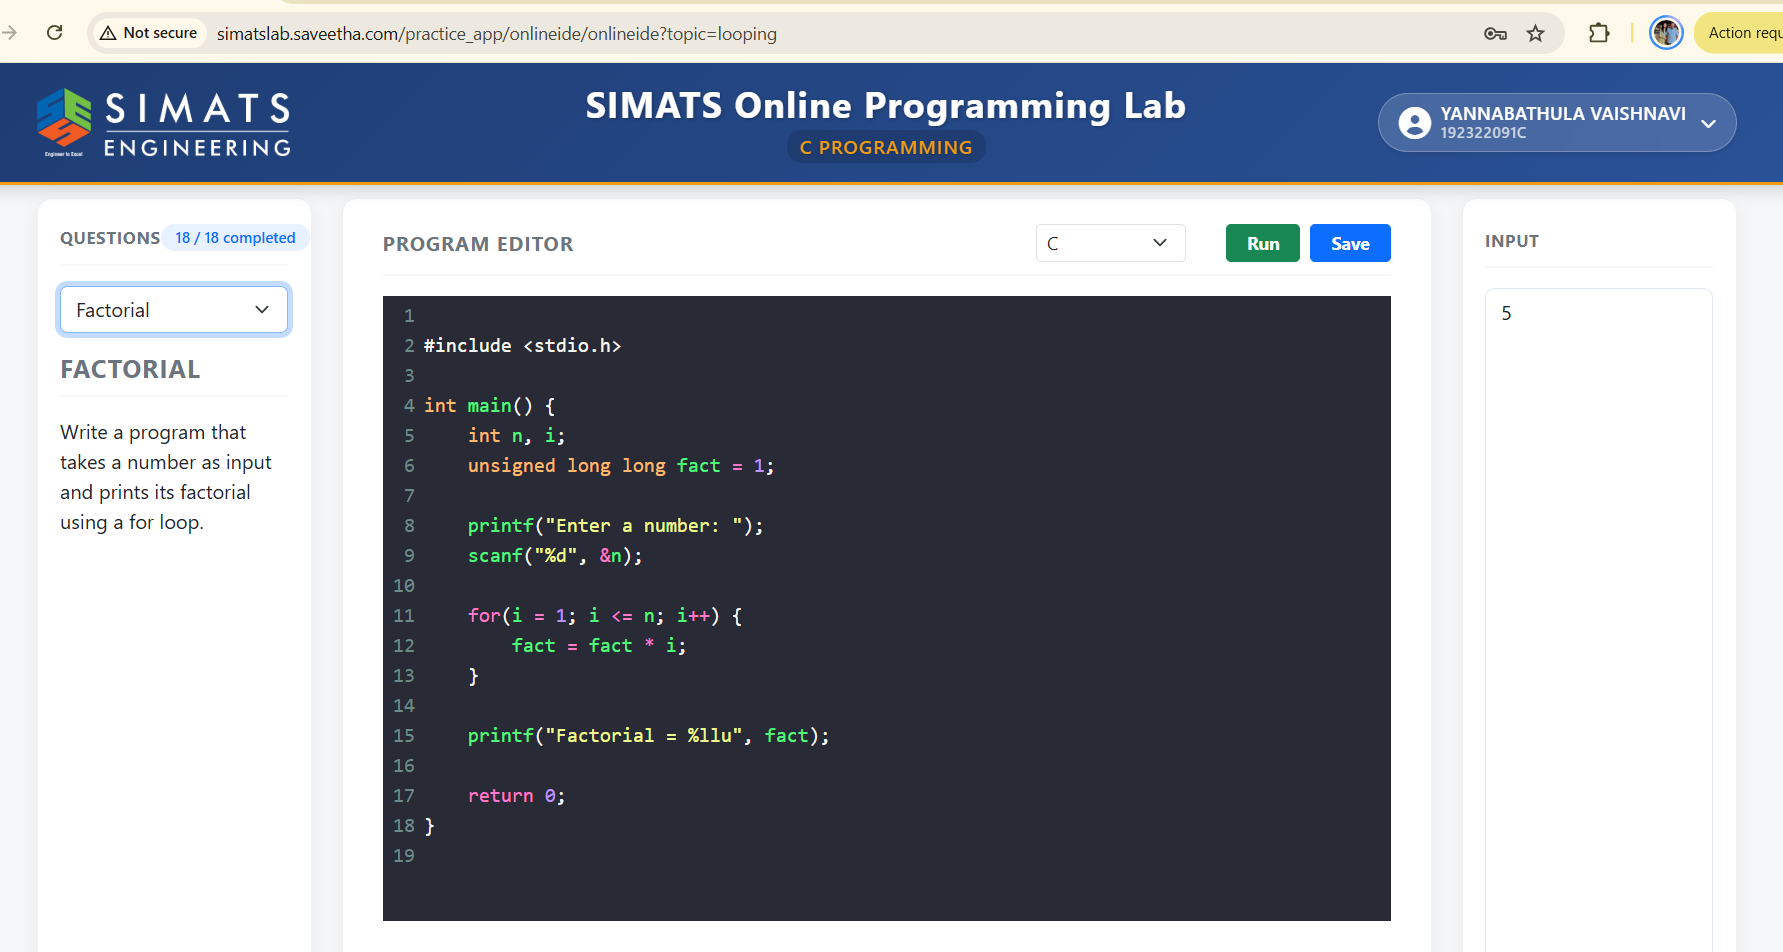 Not secure
simatslab.saveetha.com/practice_app/onlineide/onlineide?topic=looping
SIMATS
ENGINEERING
Engineer to Excel
SIMATS Online Programming Lab
C PROGRAMMING
YANNABATHULA VAISHNAVI
192322091C
QUESTIONS 18 / 18 completed
Factorial
FACTORIAL
Write a program that
takes a number as input
and prints its factorial
using a for loop.
PROGRAM EDITOR
C
Run
Save
1
2 #include <stdio.h>
3
4 int main() {
5     int n, i;
6     unsigned long long fact = 1;
7
8     printf("Enter a number: ");
9     scanf("%d", &n);
10
11     for(i = 1; i <= n; i++) {
12         fact = fact * i;
13     }
14
15     printf("Factorial = %llu", fact);
16
17     return 0;
18 }
19
INPUT
5